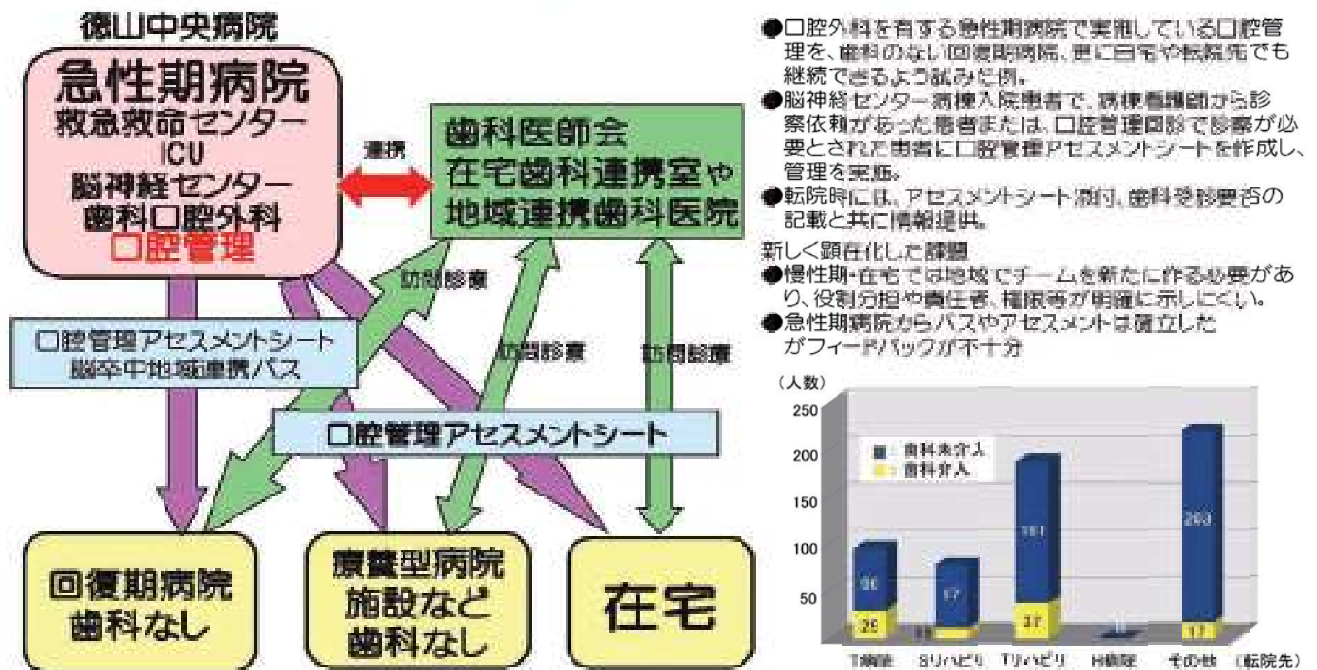 徳山中央病院
急性期病院
救急救命センター
ICU
脳神経センター
歯科口腔外科
口腔管理
連携
歯科医師会
在宅歯科連携室や
地域連携歯科医院
訪問診療
訪問診療
訪問診療
口腔管理アセスメントシート
脳卒中地域連携パス
口腔管理アセスメントシート
回復期病院
歯科なし
療養型病院
施設など
歯科なし
在宅
●口腔外科を有する急性期病院で実施している口腔管
理を、歯科のない回復期病院、更に自宅や転院先でも
継続できるよう試みた例。
●脳神経センター病棟入院患者で、病棟看護師から診
察依頼があった患者または、口腔管理回診で診察が必
要とされた患者に口腔管理アセスメントシートを作成し、
管理を実施。
●転院時には、アセスメントシート添付、歯科受診要否の
記載と共に情報提供。
新しく顕在化した課題
●慢性期・在宅では地域でチームを新たに作る必要があ
り、役割分担や責任者、権限等が明確に示しにくい。
●急性期病院からパスやアセスメントは確立した
がフィードバックが不十分
(人数)
250
200
150
100
50
：歯科未介入
：歯科介入
203
37
17
T病院 Sリハビリ Tリハビリ H病院 その他 (転院先)